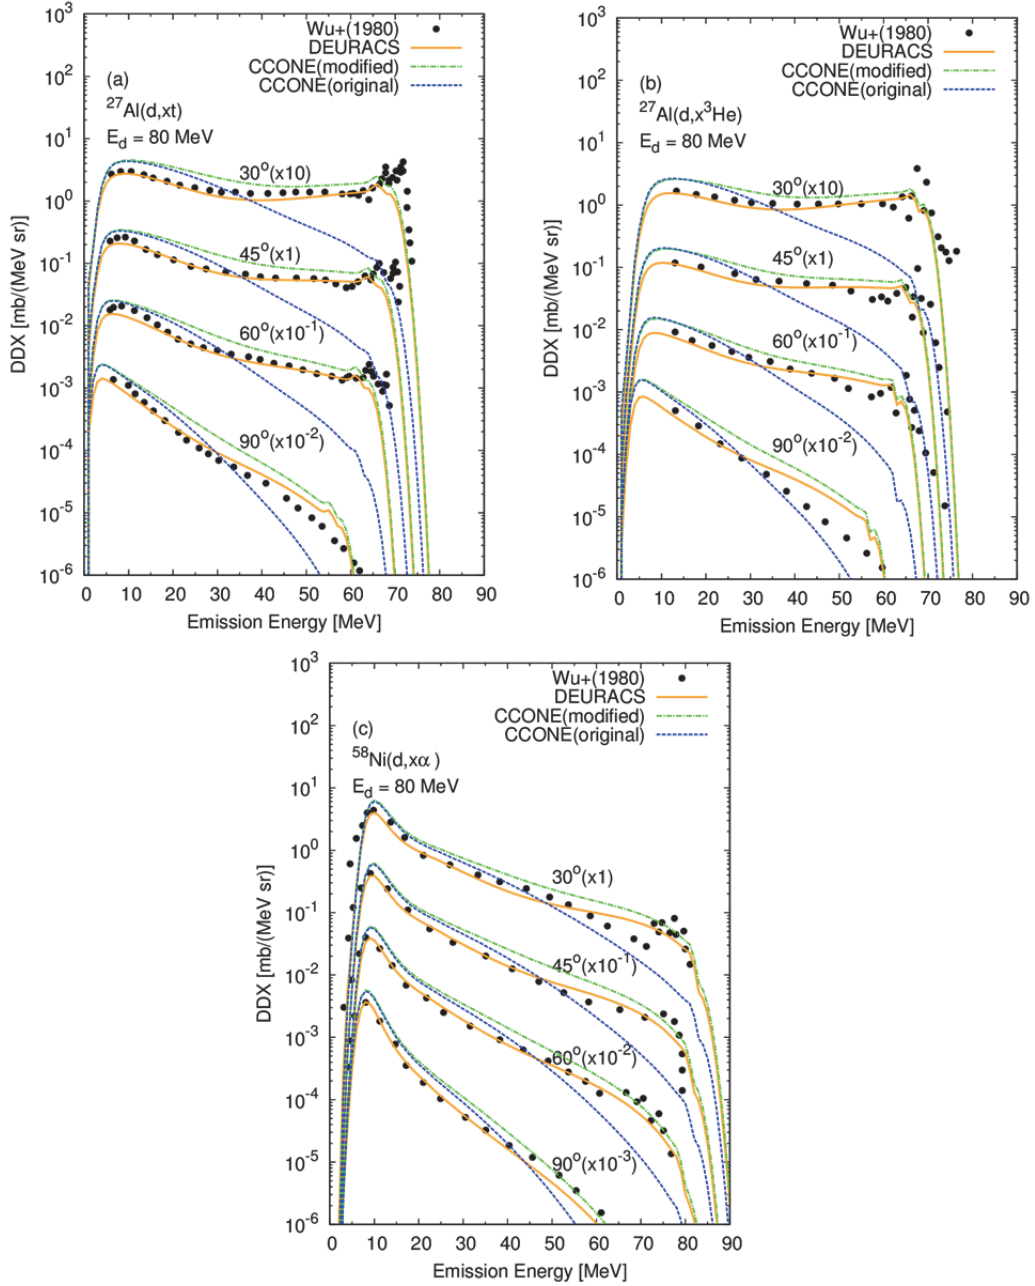 Wu+(1980)
DEURACS
CCONE(modified)
CCONE(original)
(a)
²⁷Al(d,xt)
E_d = 80 MeV
30°(x10)
45°(x1)
60°(x10⁻¹)
90°(x10⁻²)
10³
10²
10¹
10⁰
10⁻¹
10⁻²
10⁻³
10⁻⁴
10⁻⁵
10⁻⁶
DDX [mb/(MeV sr)]
0 10 20 30 40 50 60 70 80 90
Emission Energy [MeV]
Wu+(1980)
DEURACS
CCONE(modified)
CCONE(original)
(b)
²⁷Al(d,x³He)
E_d = 80 MeV
30°(x10)
45°(x1)
60°(x10⁻¹)
90°(x10⁻²)
10³
10²
10¹
10⁰
10⁻¹
10⁻²
10⁻³
10⁻⁴
10⁻⁵
10⁻⁶
DDX [mb/(MeV sr)]
0 10 20 30 40 50 60 70 80 90
Emission Energy [MeV]
Wu+(1980)
DEURACS
CCONE(modified)
CCONE(original)
(c)
⁵⁸Ni(d,xα)
E_d = 80 MeV
30°(x1)
45°(x10⁻¹)
60°(x10⁻²)
90°(x10⁻³)
10³
10²
10¹
10⁰
10⁻¹
10⁻²
10⁻³
10⁻⁴
10⁻⁵
10⁻⁶
DDX [mb/(MeV sr)]
0 10 20 30 40 50 60 70 80 90
Emission Energy [MeV]